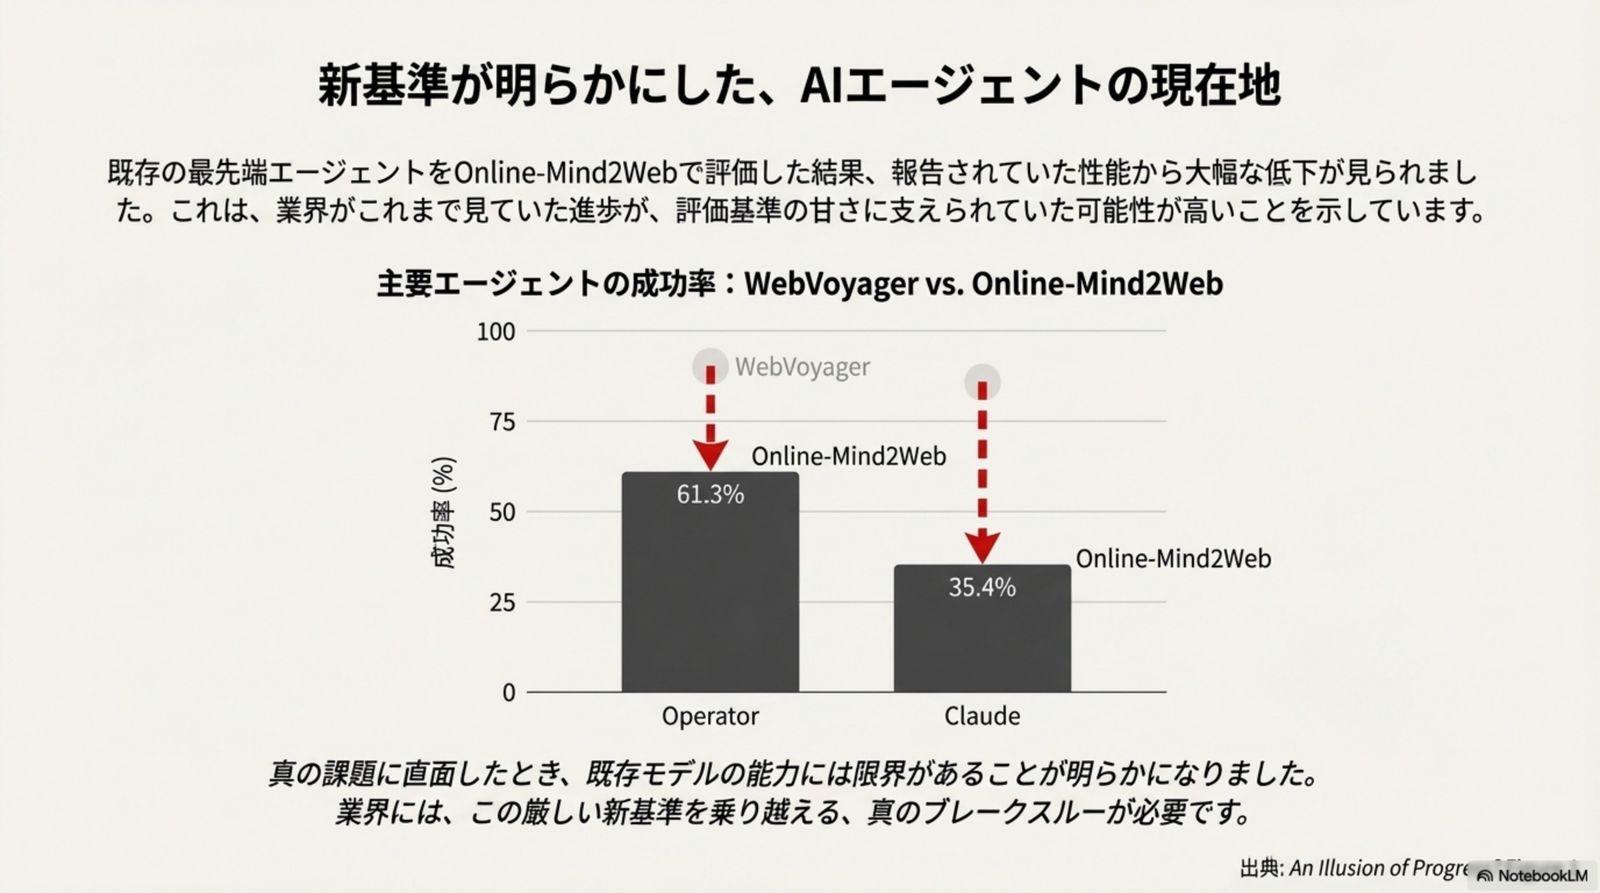 新基準が明らかにした、AIエージェントの現在地
既存の最先端エージェントをOnline-Mind2Webで評価した結果、報告されていた性能から大幅な低下が見られまし
た。これは、業界がこれまで見ていた進歩が、評価基準の甘さに支えられていた可能性が高いことを示しています。
主要エージェントの成功率：WebVoyager vs. Online-Mind2Web
成功率 (%)
100
75
50
25
0
WebVoyager
Online-Mind2Web
61.3%
Online-Mind2Web
35.4%
Operator
Claude
真の課題に直面したとき、既存モデルの能力には限界があることが明らかになりました。
業界には、この厳しい新基準を乗り越える、真のブレークスルーが必要です。
出典: An Illusion of
NotebookLM